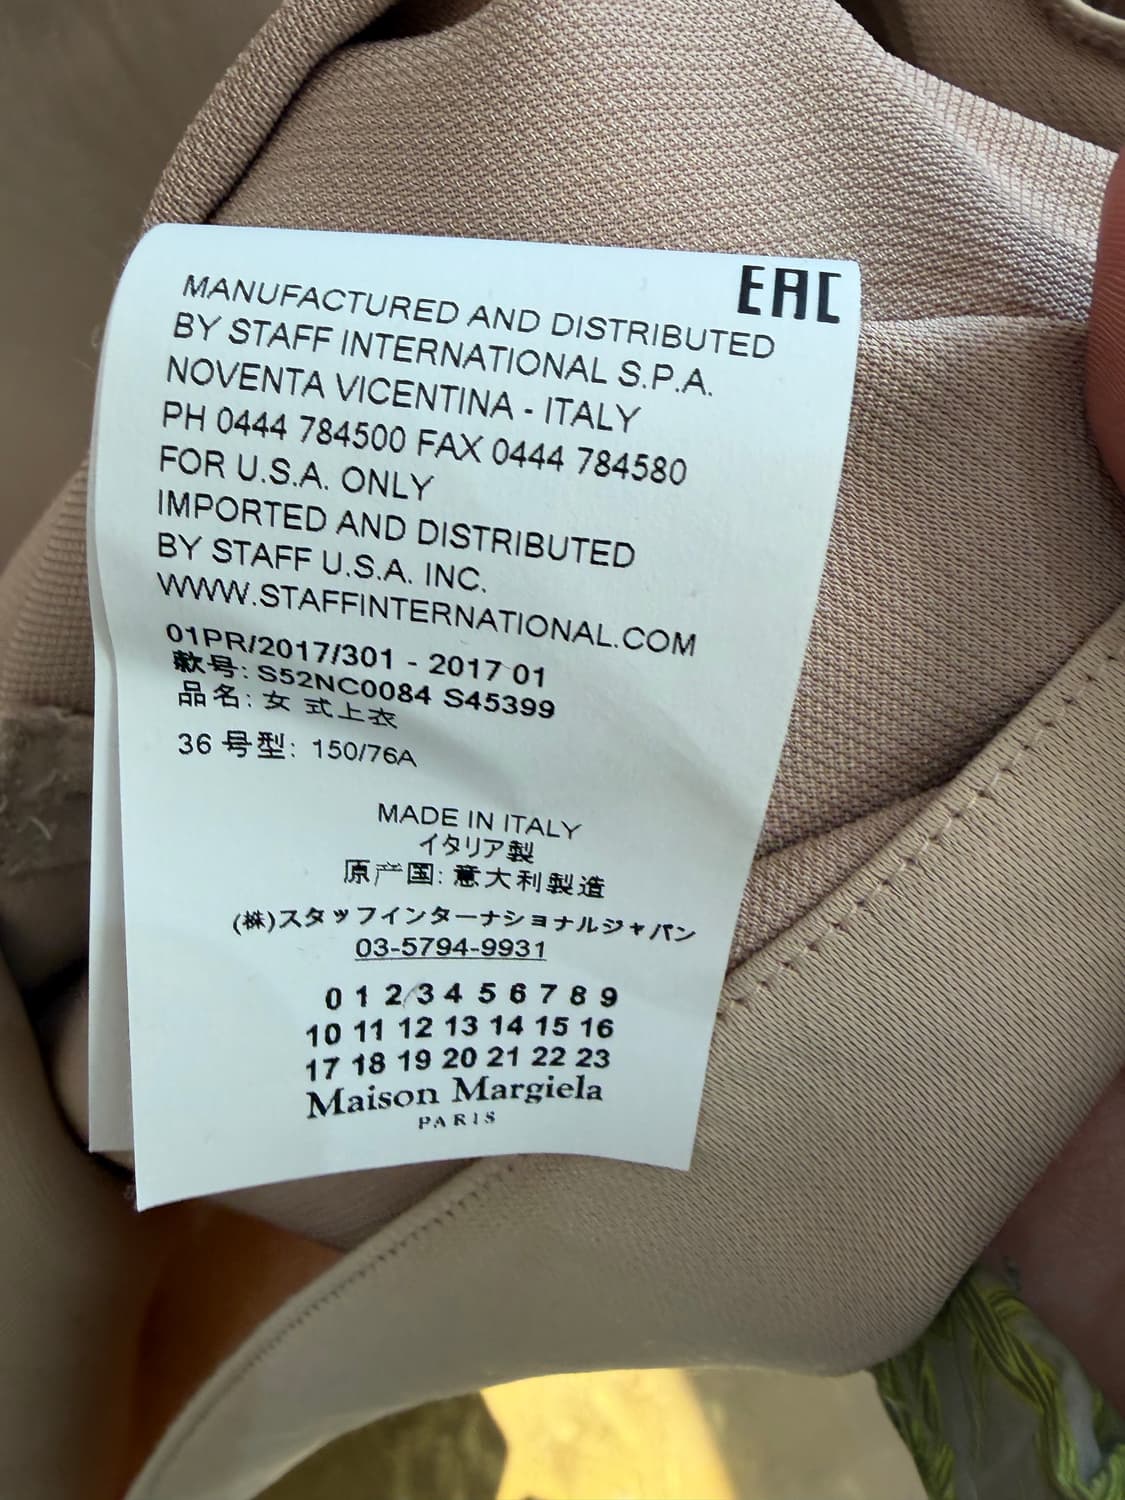 EAC
MANUFACTURED AND DISTRIBUTED
BY STAFF INTERNATIONAL S.P.A.
NOVENTA VICENTINA - ITALY
PH 0444 784500 FAX 0444 784580
FOR U.S.A. ONLY
IMPORTED AND DISTRIBUTED
BY STAFF U.S.A. INC.
WWW.STAFFINTERNATIONAL.COM
01PR/2017/301 - 2017 01
款号: S52NC0084 S45399
品名: 女 式上衣
36 号型: 150/76A
MADE IN ITALY
イタリア製
原产国: 意大利製造
(株)スタッフインターナショナルジャパン
03-5794-9931
0 1 2 3 4 5 6 7 8 9
10 11 12 13 14 15 16
17 18 19 20 21 22 23
Maison Margiela
PARIS